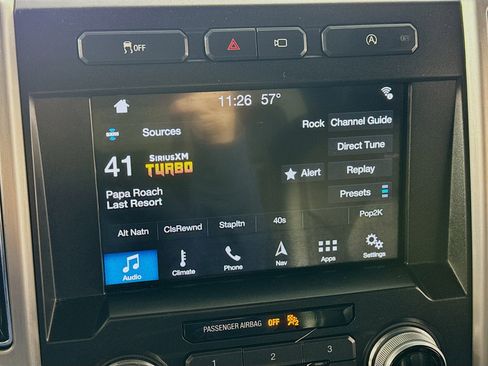 OFF
A OFF
11:26 57°
Sources
Rock Channel Guide
Direct Tune
41 SiriusXM TURBO
Alert Replay
Papa Roach
Last Resort
Presets
Alt Natn ClsRewnd StapItn 40s Pop2K
Audio Climate Phone Nav Apps Settings
PASSENGER AIRBAG OFF
1 2 3